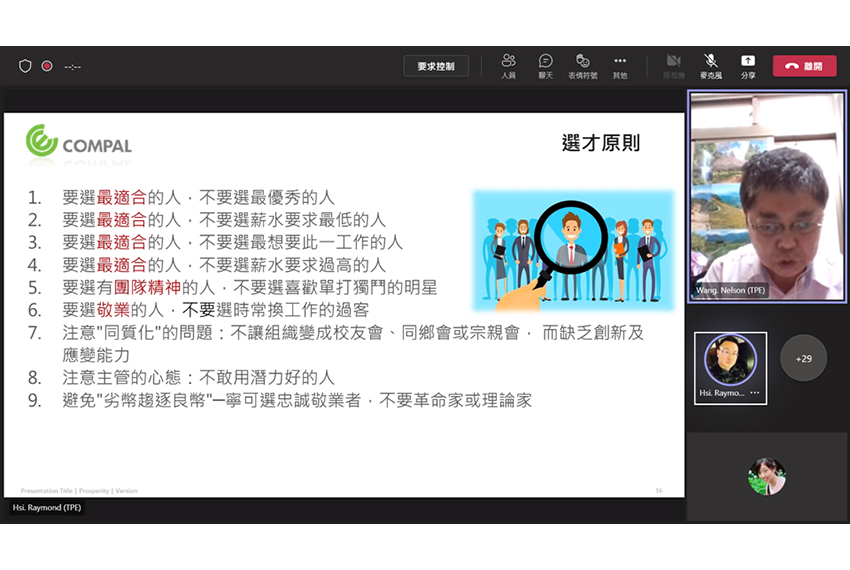 --:--
要求控制
人員
聊天
表情符號
其他
照相機
麥克風
分享
離開
COMPAL
選才原則
1. 要選最適合的人，不要選最優秀的人
2. 要選最適合的人，不要選薪水要求最低的人
3. 要選最適合的人，不要選最想要此一工作的人
4. 要選最適合的人，不要選薪水要求過高的人
5. 要選有團隊精神的人，不要選喜歡單打獨鬥的明星
6. 要選敬業的人，不要選時常換工作的過客
7. 注意"同質化"的問題：不讓組織變成校友會、同鄉會或宗親會， 而缺乏創新及
應變能力
8. 注意主管的心態：不敢用潛力好的人
9. 避免"劣幣趨逐良幣"—寧可選忠誠敬業者，不要革命家或理論家
Presentation Title | Prosperity | Version
16
Hsi. Raymond (TPE)
Wang. Nelson (TPE)
Hsi. Raymo... ...
+29